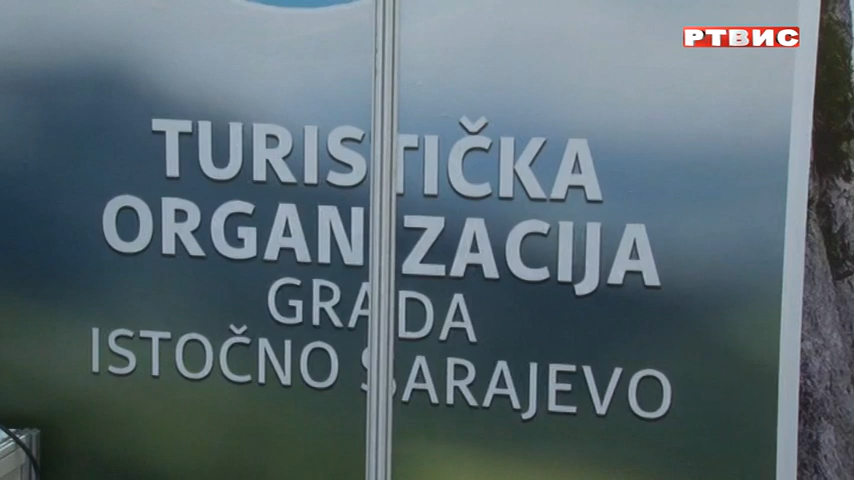 РТВИС
TURISTIČKA
ORGANIZACIJA
GRADA
ISTOČNO SARAJEVO